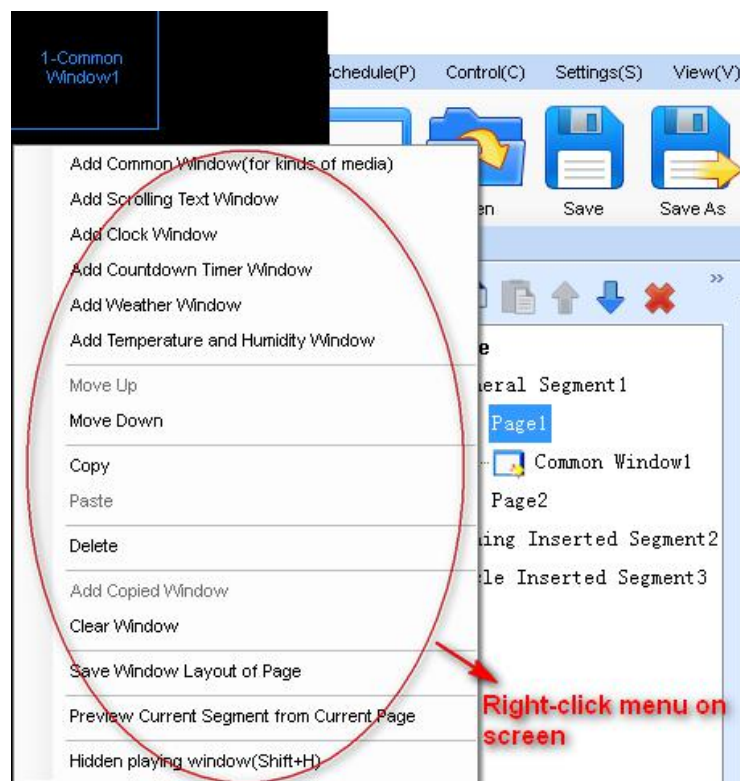 1-Common
Window1
chedule(P) Control(C) Settings(S) View(V)
en Save Save As
Add Common Window(for kinds of media)
Add Scrolling Text Window
Add Clock Window
Add Countdown Timer Window
Add Weather Window
Add Temperature and Humidity Window
Move Up
Move Down
Copy
Paste
Delete
Add Copied Window
Clear Window
Save Window Layout of Page
Preview Current Segment from Current Page
Hidden playing window(Shift+H)
e
eral Segment1
Page1
Common Window1
Page2
ing Inserted Segment2
le Inserted Segment3
Right-click menu on
screen